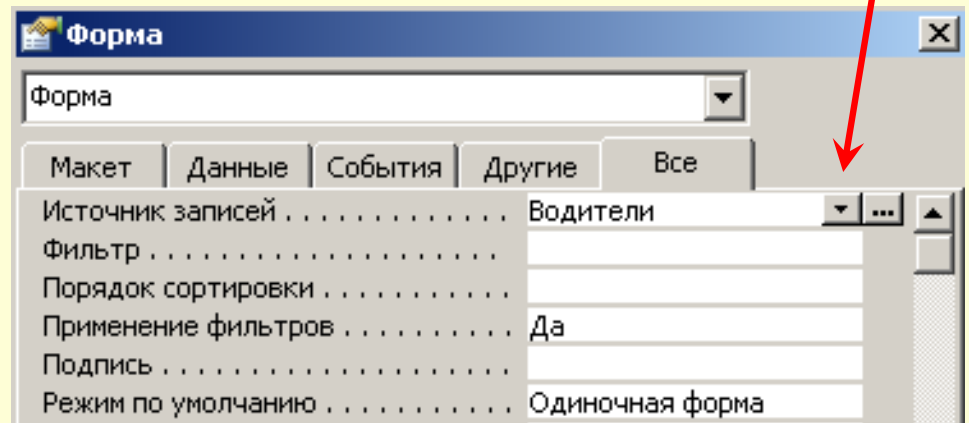 Форма
Форма
Макет Данные События Другие Все
Источник записей . . . . . . . . . . . . . Водители ...
Фильтр . . . . . . . . . . . . . . . . . . . .
Порядок сортировки . . . . . . . . . . .
Применение фильтров . . . . . . . . . . Да
Подпись . . . . . . . . . . . . . . . . . . . .
Режим по умолчанию . . . . . . . . . . . Одиночная форма